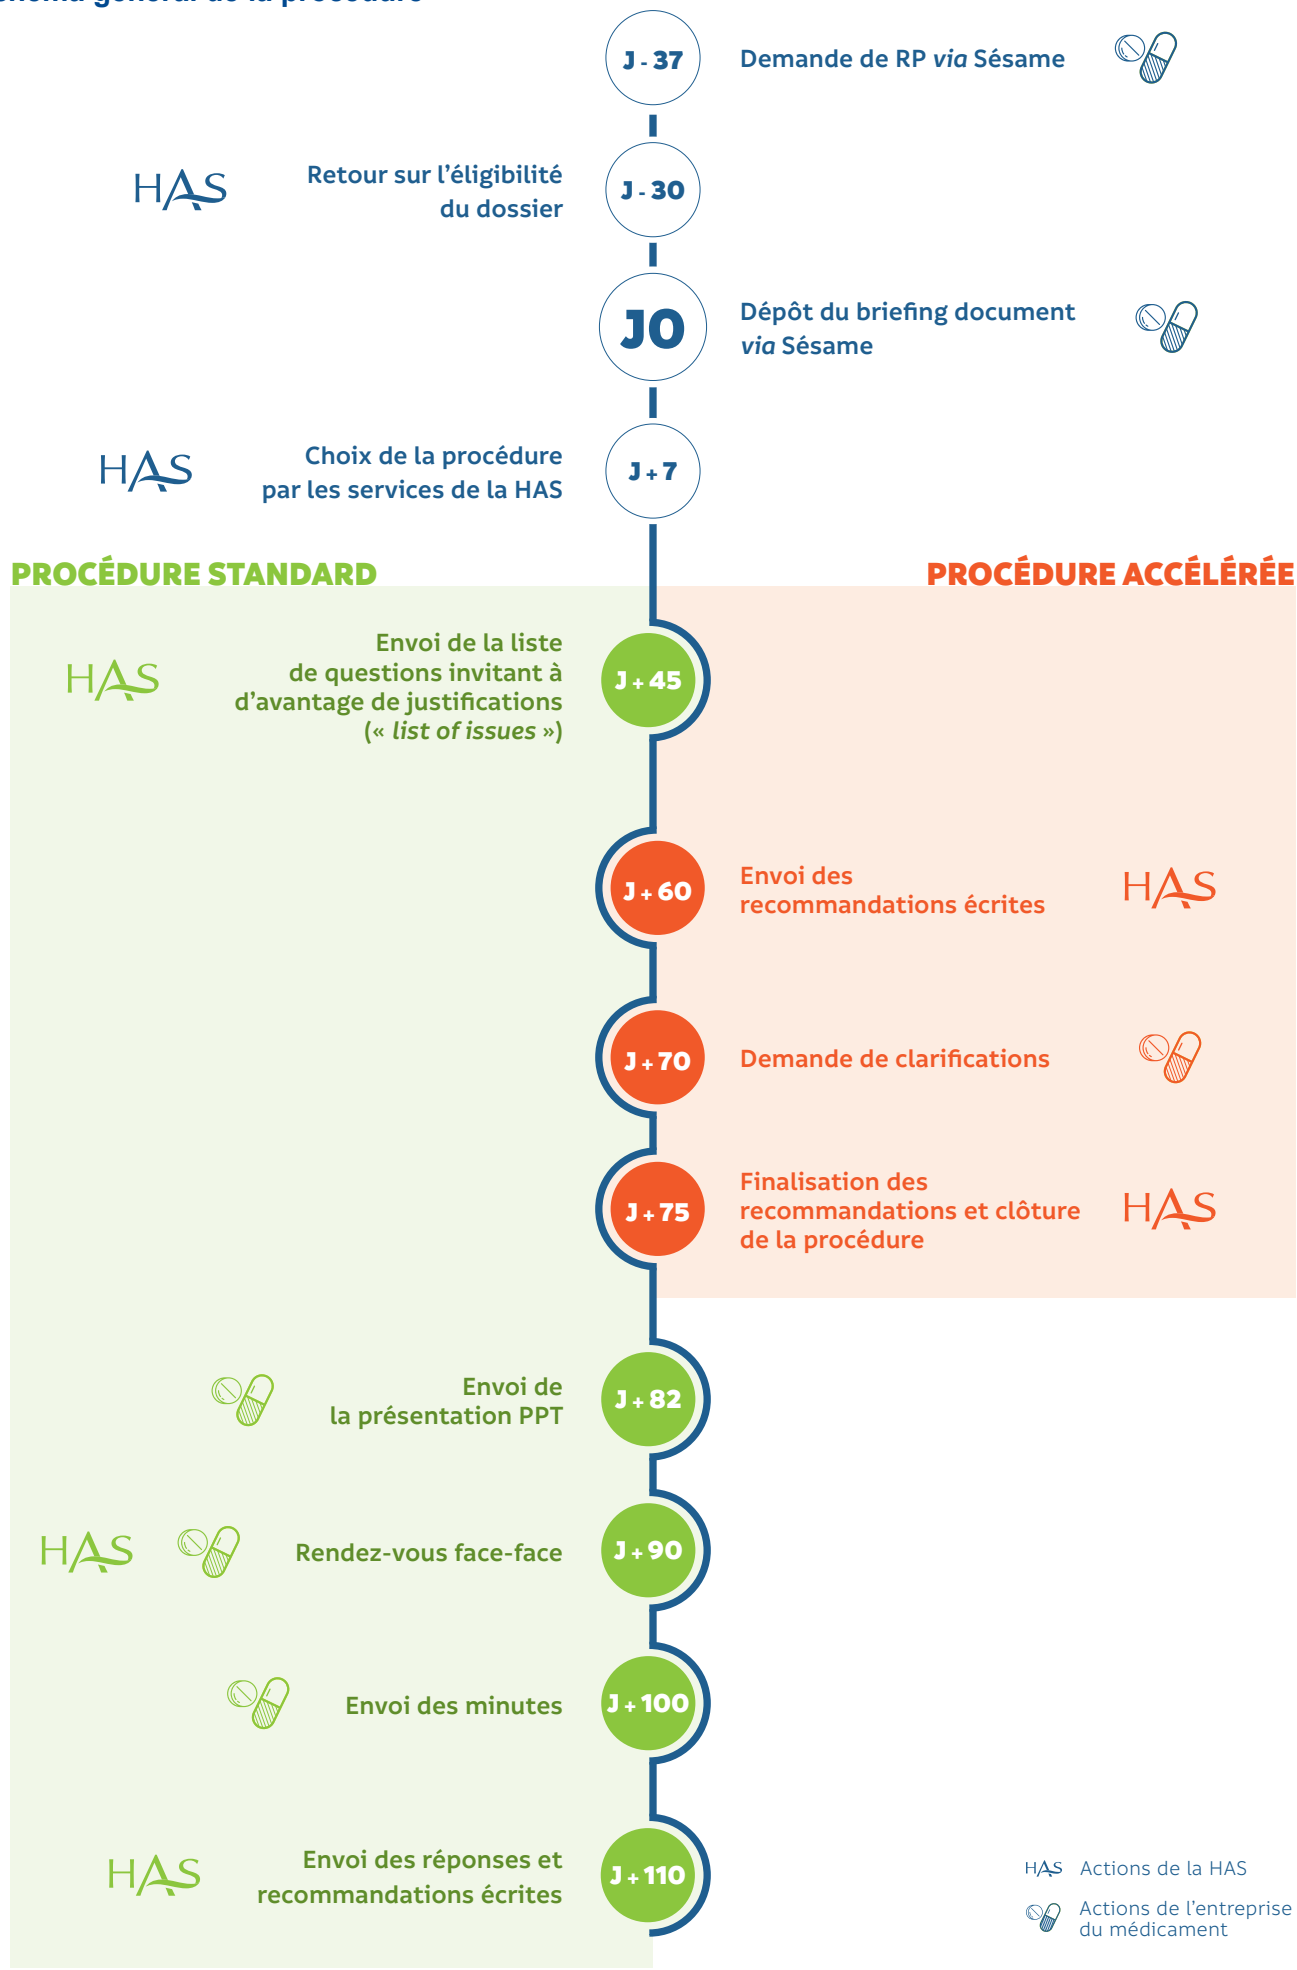 chéma général de la procédure
J - 37
Demande de RP via Sésame
HAS
Retour sur l'éligibilité
du dossier
J - 30
J0
Dépôt du briefing document
via Sésame
HAS
Choix de la procédure
par les services de la HAS
J + 7
PROCÉDURE STANDARD
PROCÉDURE ACCÉLÉRÉE
HAS
Envoi de la liste
de questions invitant à
d'avantage de justifications
(« list of issues »)
J + 45
J + 60
Envoi des
recommandations écrites
HAS
J + 70
Demande de clarifications
J + 75
Finalisation des
recommandations et clôture
de la procédure
HAS
Envoi de
la présentation PPT
J + 82
HAS
Rendez-vous face-face
J + 90
Envoi des minutes
J + 100
HAS
Envoi des réponses et
recommandations écrites
J + 110
HAS Actions de la HAS
Actions de l'entreprise
du médicament